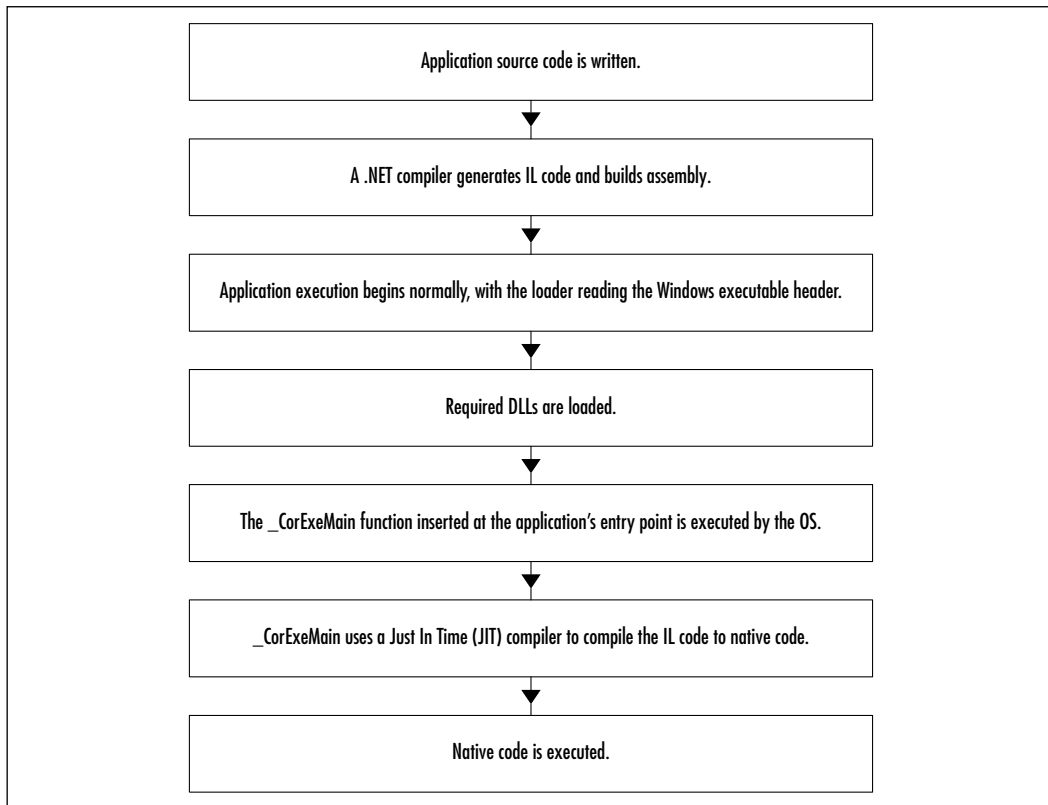 Application source code is written.
A .NET compiler generates IL code and builds assembly.
Application execution begins normally, with the loader reading the Windows executable header.
Required DLLs are loaded.
The _CorExeMain function inserted at the application’s entry point is executed by the OS.
_CorExeMain uses a Just In Time (JIT) compiler to compile the IL code to native code.
Native code is executed.